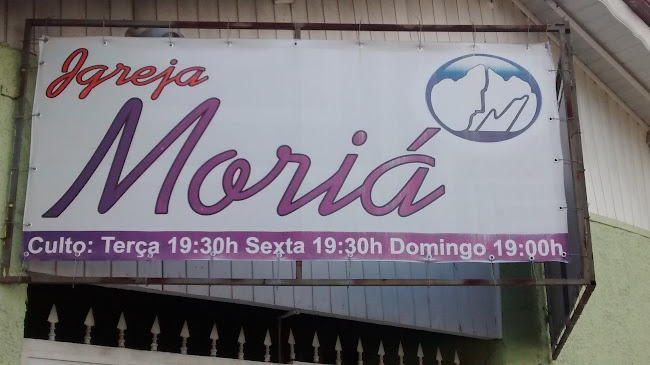 Igreja
Moriá
Culto: Terça 19:30h Sexta 19:30h Domingo 19:00h